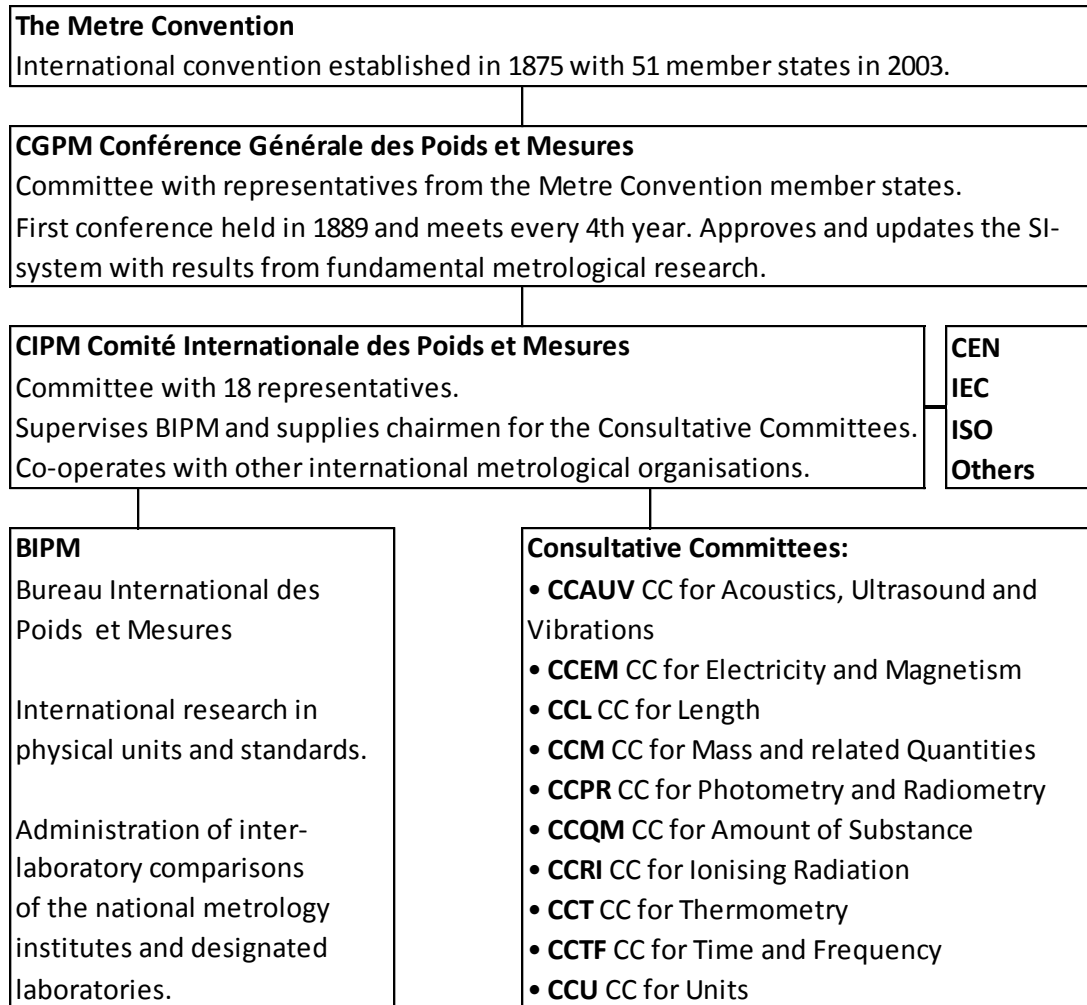 The Metre Convention
International convention established in 1875 with 51 member states in 2003.
CGPM Conférence Générale des Poids et Mesures
Committee with representatives from the Metre Convention member states.
First conference held in 1889 and meets every 4th year. Approves and updates the SI-
system with results from fundamental metrological research.
CIPM Comité Internationale des Poids et Mesures
Committee with 18 representatives.
Supervises BIPM and supplies chairmen for the Consultative Committees.
Co-operates with other international metrological organisations.
CEN
IEC
ISO
Others
BIPM
Bureau International des
Poids et Mesures
International research in
physical units and standards.
Administration of inter-
laboratory comparisons
of the national metrology
institutes and designated
laboratories.
Consultative Committees:
• CCAUV CC for Acoustics, Ultrasound and
Vibrations
• CCEM CC for Electricity and Magnetism
• CCL CC for Length
• CCM CC for Mass and related Quantities
• CCPR CC for Photometry and Radiometry
• CCQM CC for Amount of Substance
• CCRI CC for Ionising Radiation
• CCT CC for Thermometry
• CCTF CC for Time and Frequency
• CCU CC for Units